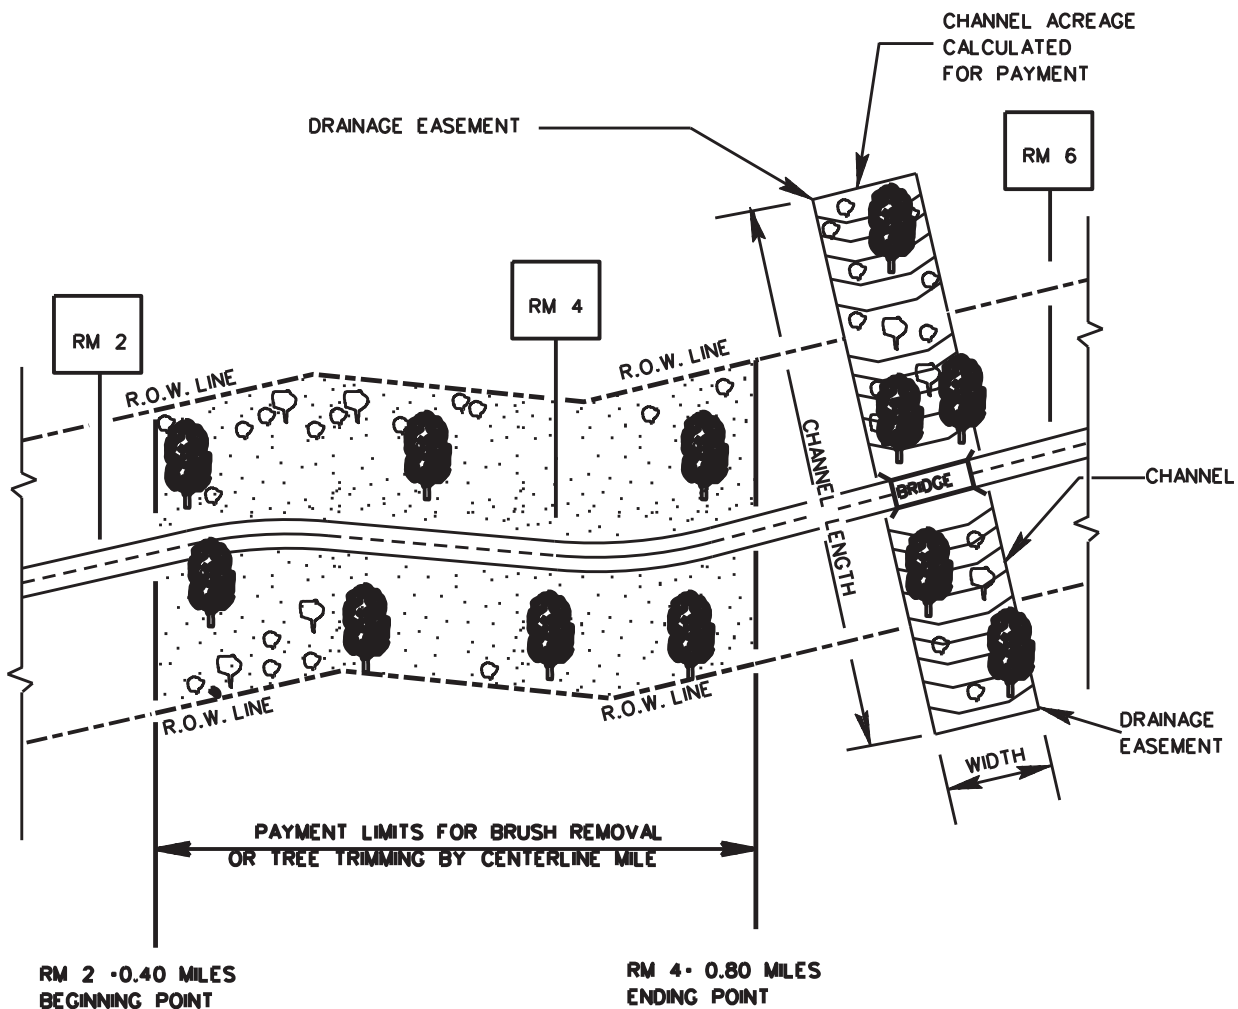 CHANNEL ACREAGE
CALCULATED
FOR PAYMENT
DRAINAGE EASEMENT
RM 6
RM 4
RM 2
R.O.W. LINE
R.O.W. LINE
CHANNEL LENGTH
BRIDGE
CHANNEL
R.O.W. LINE
R.O.W. LINE
DRAINAGE
EASEMENT
WIDTH
PAYMENT LIMITS FOR BRUSH REMOVAL
OR TREE TRIMMING BY CENTERLINE MILE
RM 2 •0.40 MILES
BEGINNING POINT
RM 4• 0.80 MILES
ENDING POINT